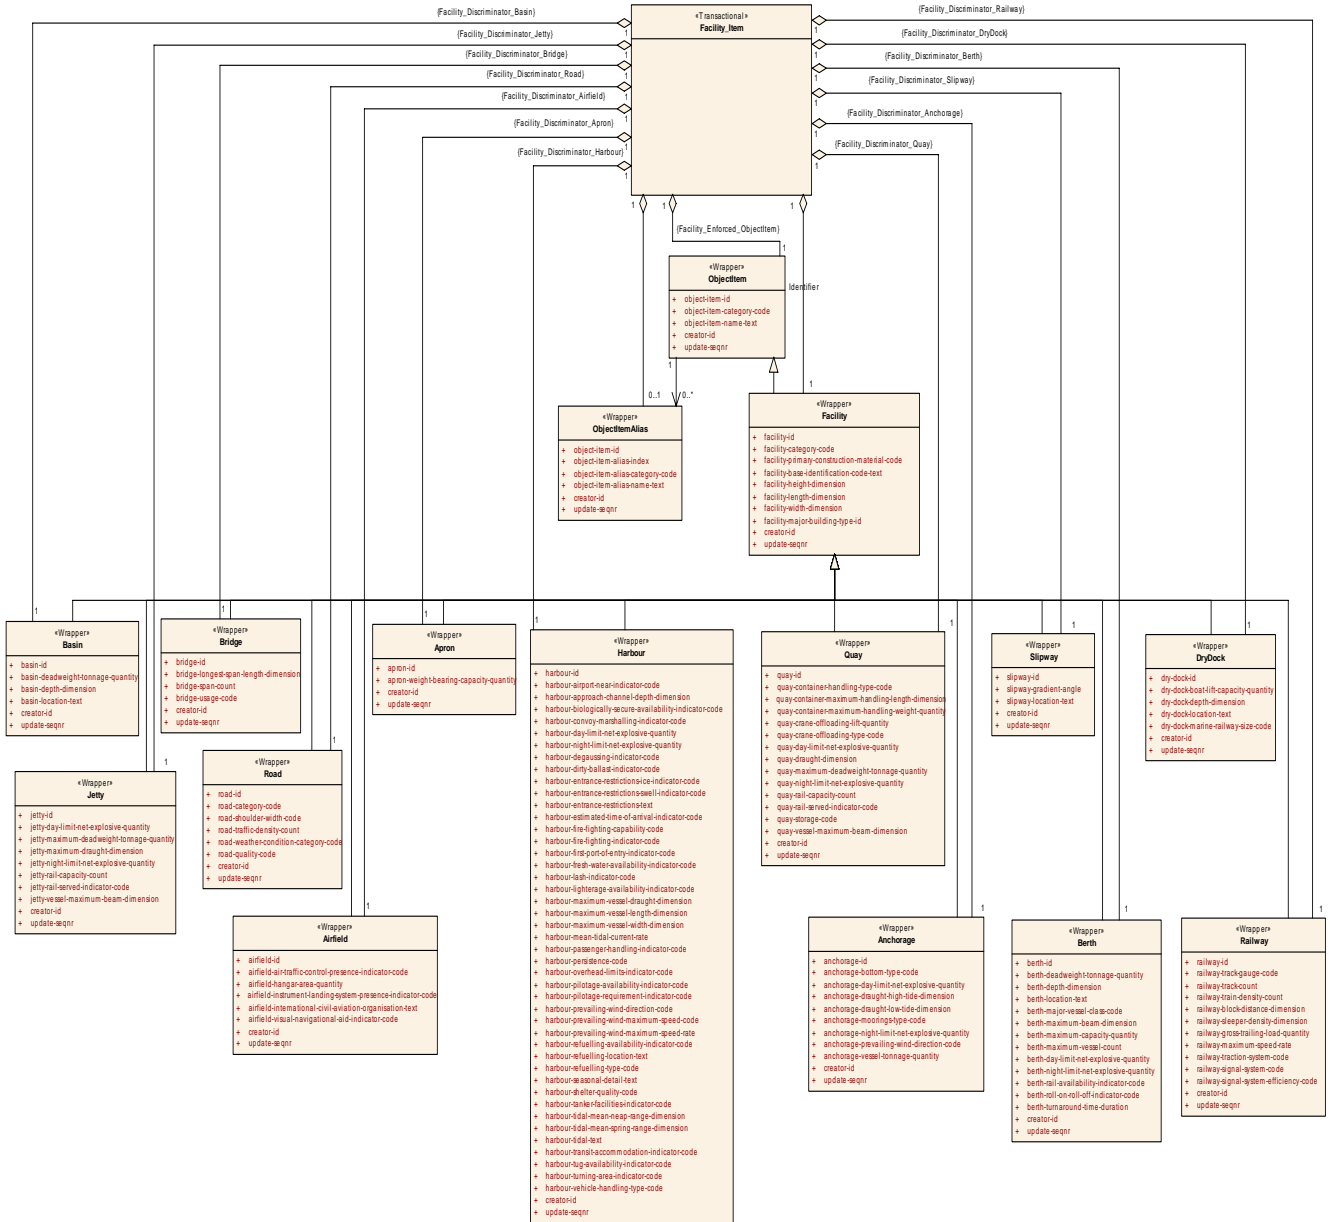 {Facility_Discriminator_Basin}
{Facility_Discriminator_Jetty}
{Facility_Discriminator_Bridge}
{Facility_Discriminator_Road}
{Facility_Discriminator_Airfield}
{Facility_Discriminator_Apron}
{Facility_Discriminator_Harbour}
1
1
1
1
1
1
1
«Transactional»
Facility_Item
{Facility_Discriminator_Railway}
{Facility_Discriminator_DryDock}
{Facility_Discriminator_Berth}
{Facility_Discriminator_Slipway}
{Facility_Discriminator_Anchorage}
{Facility_Discriminator_Quay}
1
1
1
1
1
1
1
1
1
{Facility_Enforced_ObjectItem}
1
«Wrapper»
ObjectItem
+ object-item-id
+ object-item-category-code
+ object-item-name-text
+ creator-id
+ update-seqnr
Identifier
1
0..1
0..*
1
«Wrapper»
ObjectItemAlias
+ object-item-id
+ object-item-alias-index
+ object-item-alias-category-code
+ object-item-alias-name-text
+ creator-id
+ update-seqnr
«Wrapper»
Facility
+ facility-id
+ facility-category-code
+ facility-primary-construction-material-code
+ facility-base-identification-code-text
+ facility-height-dimension
+ facility-length-dimension
+ facility-width-dimension
+ facility-major-building-type-id
+ creator-id
+ update-seqnr
1
«Wrapper»
Basin
+ basin-id
+ basin-deadweight-tonnage-quantity
+ basin-depth-dimension
+ basin-location-text
+ creator-id
+ update-seqnr
1
«Wrapper»
Bridge
+ bridge-id
+ bridge-longest-span-length-dimension
+ bridge-span-count
+ bridge-usage-code
+ creator-id
+ update-seqnr
1
«Wrapper»
Apron
+ apron-id
+ apron-weight-bearing-capacity-quantity
+ creator-id
+ update-seqnr
1
«Wrapper»
Harbour
+ harbour-id
+ harbour-airport-near-indicator-code
+ harbour-approach-channel-depth-dimension
+ harbour-biologically-secure-availability-indicator-code
+ harbour-convoy-marshalling-indicator-code
+ harbour-day-limit-net-explosive-quantity
+ harbour-night-limit-net-explosive-quantity
+ harbour-degaussing-indicator-code
+ harbour-dirty-ballast-indicator-code
+ harbour-entrance-restrictions-ice-indicator-code
+ harbour-entrance-restrictions-swell-indicator-code
+ harbour-entrance-restrictions-text
+ harbour-estimated-time-of-arrival-indicator-code
+ harbour-fire-fighting-capability-code
+ harbour-fire-fighting-indicator-code
+ harbour-first-port-of-entry-indicator-code
+ harbour-fresh-water-availability-indicator-code
+ harbour-lash-indicator-code
+ harbour-lighterage-availability-indicator-code
+ harbour-maximum-vessel-draught-dimension
+ harbour-maximum-vessel-length-dimension
+ harbour-maximum-vessel-width-dimension
+ harbour-mean-tidal-current-rate
+ harbour-passenger-handling-indicator-code
+ harbour-persistence-code
+ harbour-overhead-limits-indicator-code
+ harbour-pilotage-availability-indicator-code
+ harbour-pilotage-requirement-indicator-code
+ harbour-prevailing-wind-direction-code
+ harbour-prevailing-wind-maximum-speed-code
+ harbour-prevailing-wind-maximum-speed-rate
+ harbour-refuelling-availability-indicator-code
+ harbour-refuelling-location-text
+ harbour-refuelling-type-code
+ harbour-seasonal-detail-text
+ harbour-shelter-quality-code
+ harbour-tanker-facilities-indicator-code
+ harbour-tidal-mean-neap-range-dimension
+ harbour-tidal-mean-spring-range-dimension
+ harbour-tidal-text
+ harbour-transit-accommodation-indicator-code
+ harbour-tug-availability-indicator-code
+ harbour-turning-area-indicator-code
+ harbour-vehicle-handling-type-code
+ creator-id
+ update-seqnr
1
«Wrapper»
Quay
+ quay-id
+ quay-container-handling-type-code
+ quay-container-maximum-handling-length-dimension
+ quay-container-maximum-handling-weight-quantity
+ quay-crane-offloading-lift-quantity
+ quay-crane-offloading-type-code
+ quay-day-limit-net-explosive-quantity
+ quay-draught-dimension
+ quay-maximum-deadweight-tonnage-quantity
+ quay-night-limit-net-explosive-quantity
+ quay-rail-capacity-count
+ quay-rail-served-indicator-code
+ quay-storage-code
+ quay-vessel-maximum-beam-dimension
+ creator-id
+ update-seqnr
1
«Wrapper»
Slipway
+ slipway-id
+ slipway-gradient-angle
+ slipway-location-text
+ creator-id
+ update-seqnr
1
«Wrapper»
DryDock
+ dry-dock-id
+ dry-dock-boat-lift-capacity-quantity
+ dry-dock-depth-dimension
+ dry-dock-location-text
+ dry-dock-marine-railway-size-code
+ creator-id
+ update-seqnr
1
«Wrapper»
Jetty
+ jetty-id
+ jetty-day-limit-net-explosive-quantity
+ jetty-maximum-deadweight-tonnage-quantity
+ jetty-maximum-draught-dimension
+ jetty-night-limit-net-explosive-quantity
+ jetty-rail-capacity-count
+ jetty-rail-served-indicator-code
+ jetty-vessel-maximum-beam-dimension
+ creator-id
+ update-seqnr
1
«Wrapper»
Road
+ road-id
+ road-category-code
+ road-shoulder-width-code
+ road-traffic-density-count
+ road-weather-condition-category-code
+ road-quality-code
+ creator-id
+ update-seqnr
1
«Wrapper»
Airfield
+ airfield-id
+ airfield-air-traffic-control-presence-indicator-code
+ airfield-hangar-area-quantity
+ airfield-instrument-landing-system-presence-indicator-code
+ airfield-international-civil-aviation-organisation-text
+ airfield-visual-navigational-aid-indicator-code
+ creator-id
+ update-seqnr
1
«Wrapper»
Anchorage
+ anchorage-id
+ anchorage-bottom-type-code
+ anchorage-day-limit-net-explosive-quantity
+ anchorage-draught-high-tide-dimension
+ anchorage-draught-low-tide-dimension
+ anchorage-moorings-type-code
+ anchorage-night-limit-net-explosive-quantity
+ anchorage-prevailing-wind-direction-code
+ anchorage-vessel-tonnage-quantity
+ creator-id
+ update-seqnr
1
«Wrapper»
Berth
+ berth-id
+ berth-deadweight-tonnage-quantity
+ berth-depth-dimension
+ berth-location-text
+ berth-major-vessel-class-code
+ berth-maximum-beam-dimension
+ berth-maximum-capacity-quantity
+ berth-maximum-vessel-count
+ berth-day-limit-net-explosive-quantity
+ berth-night-limit-net-explosive-quantity
+ berth-rail-availability-indicator-code
+ berth-roll-on-roll-off-indicator-code
+ berth-turnaround-time-duration
+ creator-id
+ update-seqnr
1
«Wrapper»
Railway
+ railway-id
+ railway-track-gauge-code
+ railway-track-count
+ railway-train-density-count
+ railway-block-distance-dimension
+ railway-sleeper-density-dimension
+ railway-gross-trailing-load-quantity
+ railway-maximum-speed-rate
+ railway-traction-system-code
+ railway-signal-system-code
+ railway-signal-system-efficiency-code
+ creator-id
+ update-seqnr